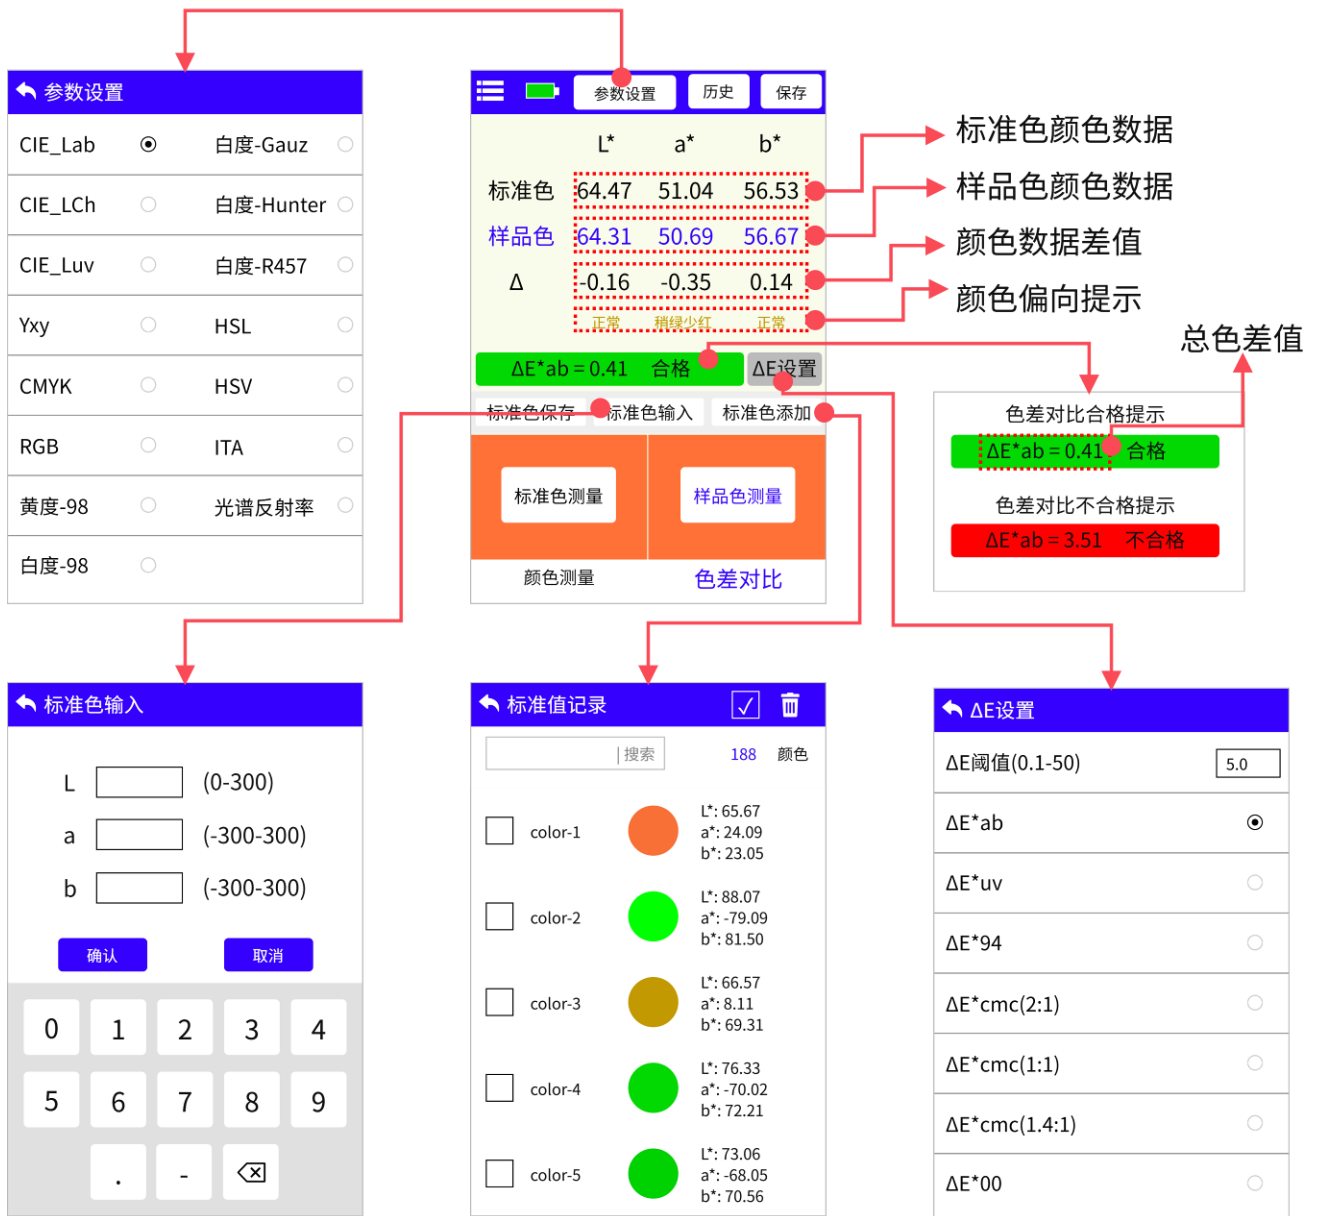 参数设置
CIE_Lab 白度-Gauz
CIE_LCh 白度-Hunter
CIE_Luv 白度-R457
Yxy HSL
CMYK HSV
RGB ITA
黄度-98 光谱反射率
白度-98
参数设置 历史 保存
L* a* b*
标准色 64.47 51.04 56.53
样品色 64.31 50.69 56.67
Δ -0.16 -0.35 0.14
正常 稍绿少红 正常
ΔE*ab = 0.41 合格 ΔE设置
标准色保存 标准色输入 标准色添加
标准色测量 样品色测量
颜色测量 色差对比
标准色颜色数据
样品色颜色数据
颜色数据差值
颜色偏向提示
总色差值
色差对比合格提示
ΔE*ab = 0.41 合格
色差对比不合格提示
ΔE*ab = 3.51 不合格
标准色输入
L (0-300)
a (-300-300)
b (-300-300)
确认 取消
0 1 2 3 4
5 6 7 8 9
. -
标准值记录
搜索 188 颜色
L*: 65.67
color-1 a*: 24.09
b*: 23.05
L*: 88.07
color-2 a*: -79.09
b*: 81.50
L*: 66.57
color-3 a*: 8.11
b*: 69.31
L*: 76.33
color-4 a*: -70.02
b*: 72.21
L*: 73.06
color-5 a*: -68.05
b*: 70.56
ΔE设置
ΔE阈值(0.1-50) 5.0
ΔE*ab
ΔE*uv
ΔE*94
ΔE*cmc(2:1)
ΔE*cmc(1:1)
ΔE*cmc(1.4:1)
ΔE*00